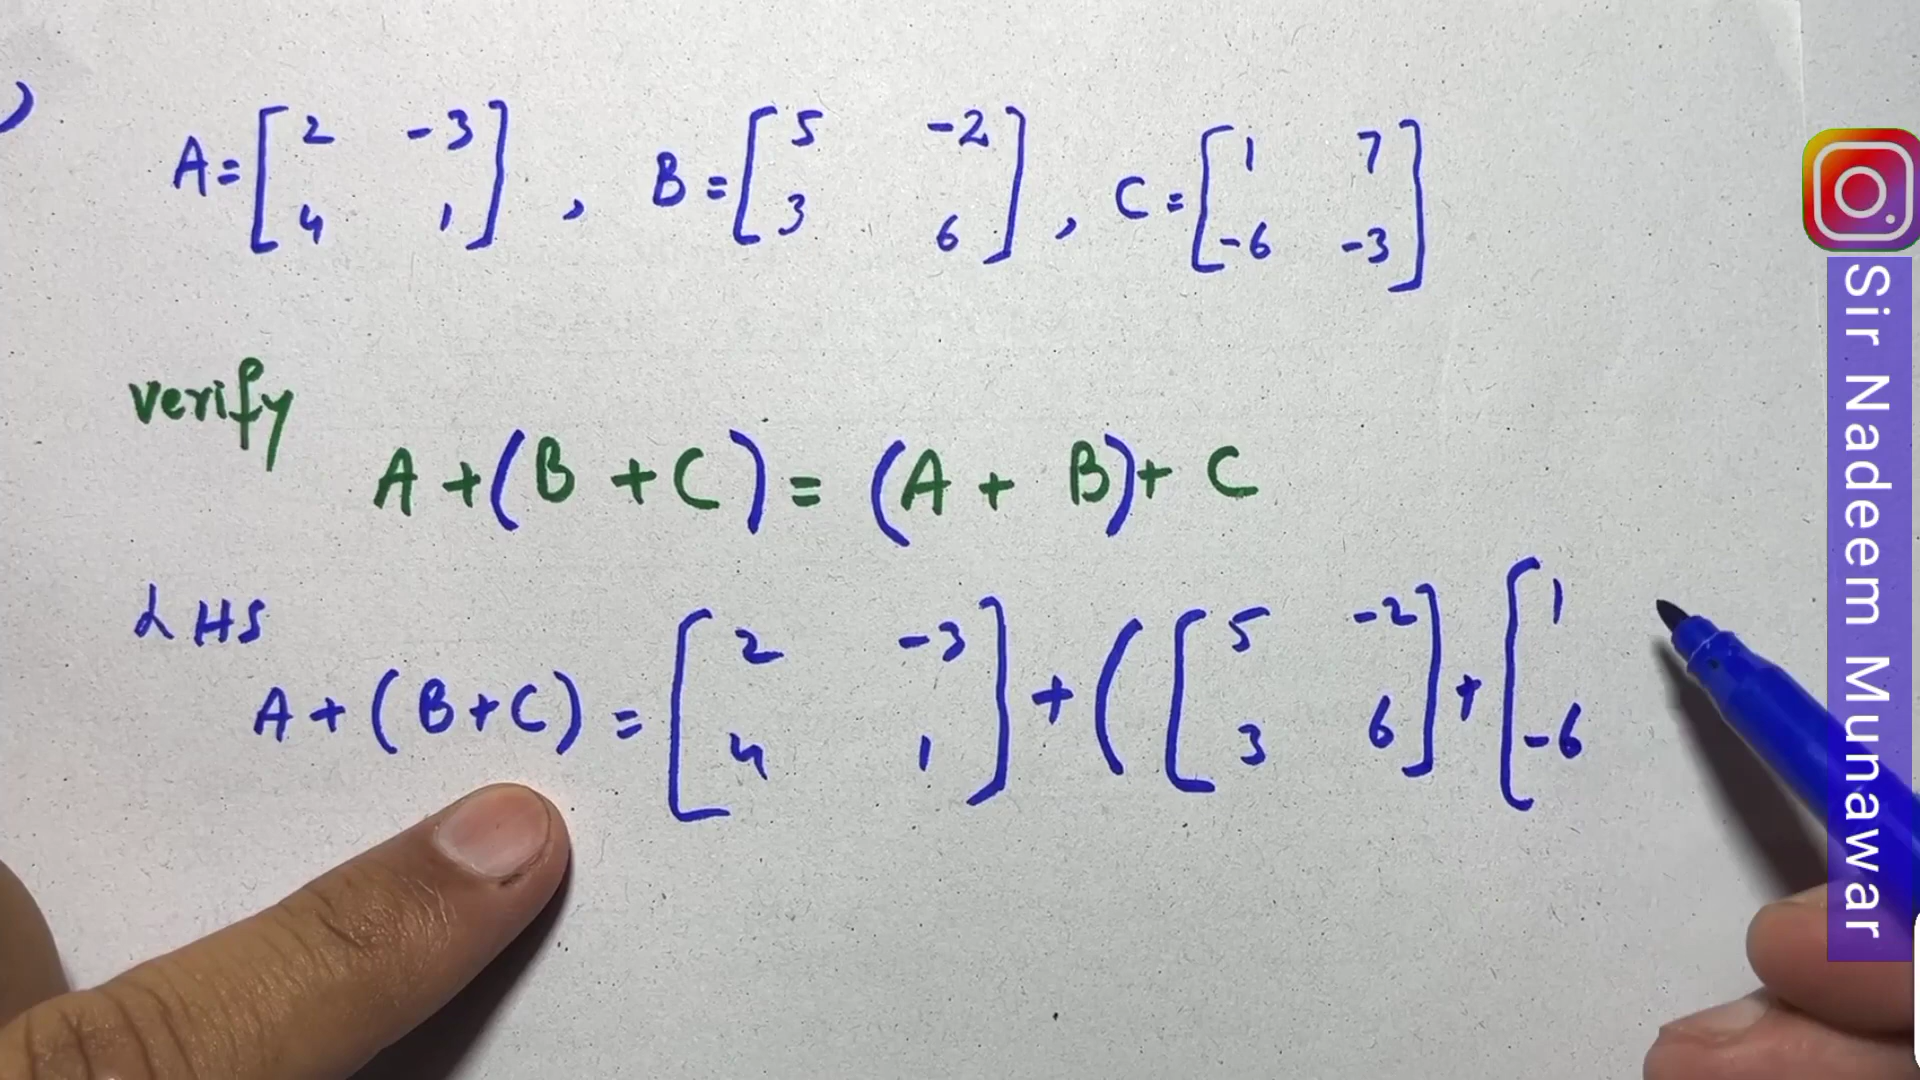 )
A = [ 2 -3 ] , B = [ 5 -2 ] , C = [ 1 7 ]
[ 4 1 ] [ 3 6 ] [ -6 -3 ]
verify
A + ( B + C ) = ( A + B ) + C
LHS
A + ( B + C ) = [ 2 -3 ] + ( [ 5 -2 ] + [ 1
[ 4 1 ] [ 3 6 ] [ -6
Sir Nadeem Munawar